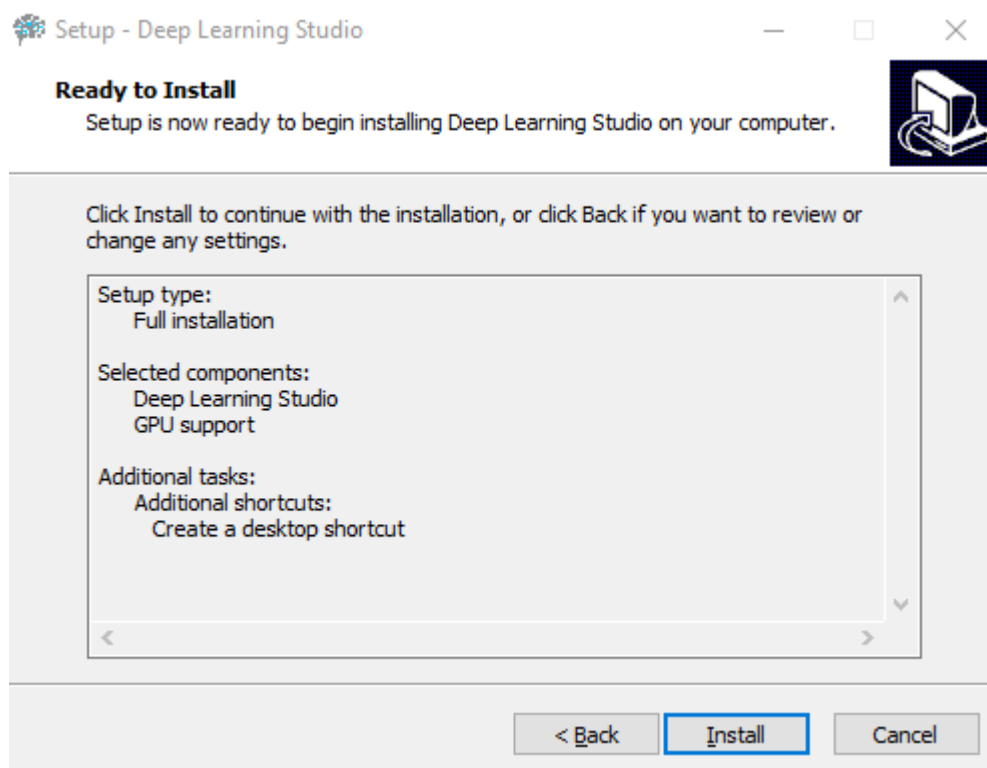 Setup - Deep Learning Studio
Ready to Install
Setup is now ready to begin installing Deep Learning Studio on your computer.
Click Install to continue with the installation, or click Back if you want to review or
change any settings.
Setup type:
Full installation
Selected components:
Deep Learning Studio
GPU support
Additional tasks:
Additional shortcuts:
Create a desktop shortcut
< Back Install Cancel